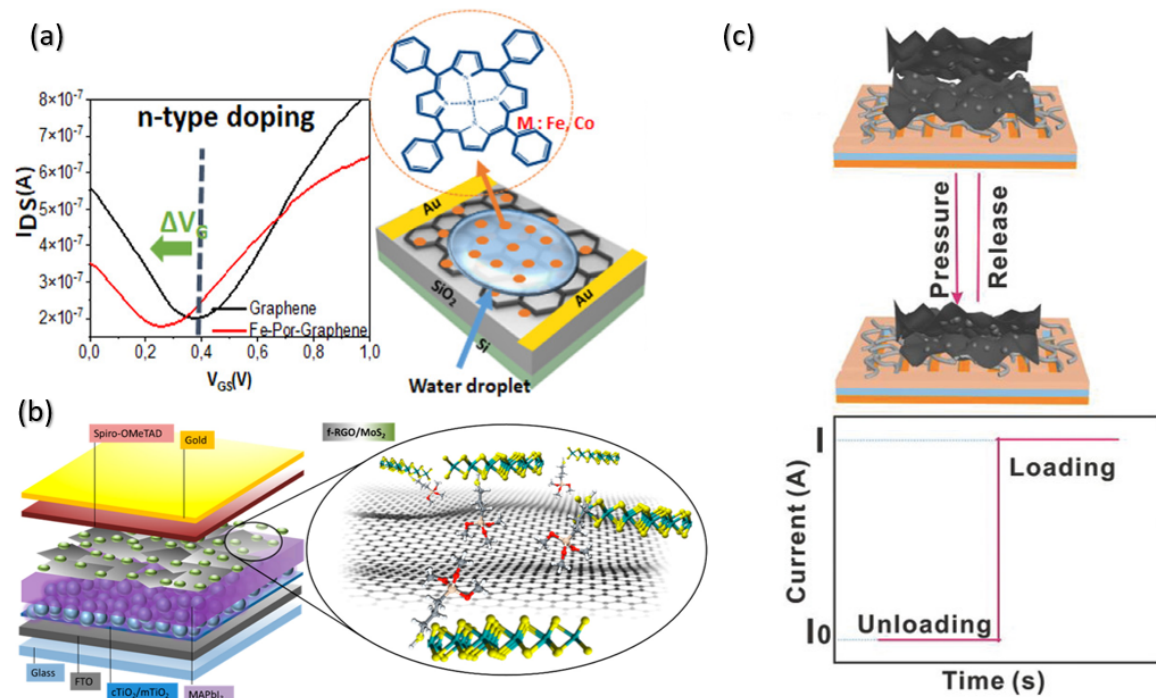 (a)
n-type doping
8×10⁻⁷
7×10⁻⁷
6×10⁻⁷
5×10⁻⁷
4×10⁻⁷
3×10⁻⁷
2×10⁻⁷
IDS(A)
ΔVG
Graphene
Fe-Por-Graphene
0,0
0,2
0,4
0,6
0,8
1,0
VGS(V)
M
M : Fe, Co
Au
Au
SiO₂
Si
Water droplet
(b)
Spiro-OMeTAD
Gold
f-RGO/MoS₂
Glass
FTO
cTiO₂/mTiO₂
MAPbI₃
(c)
Pressure
Release
I
I₀
Current (A)
Loading
Unloading
Time (s)